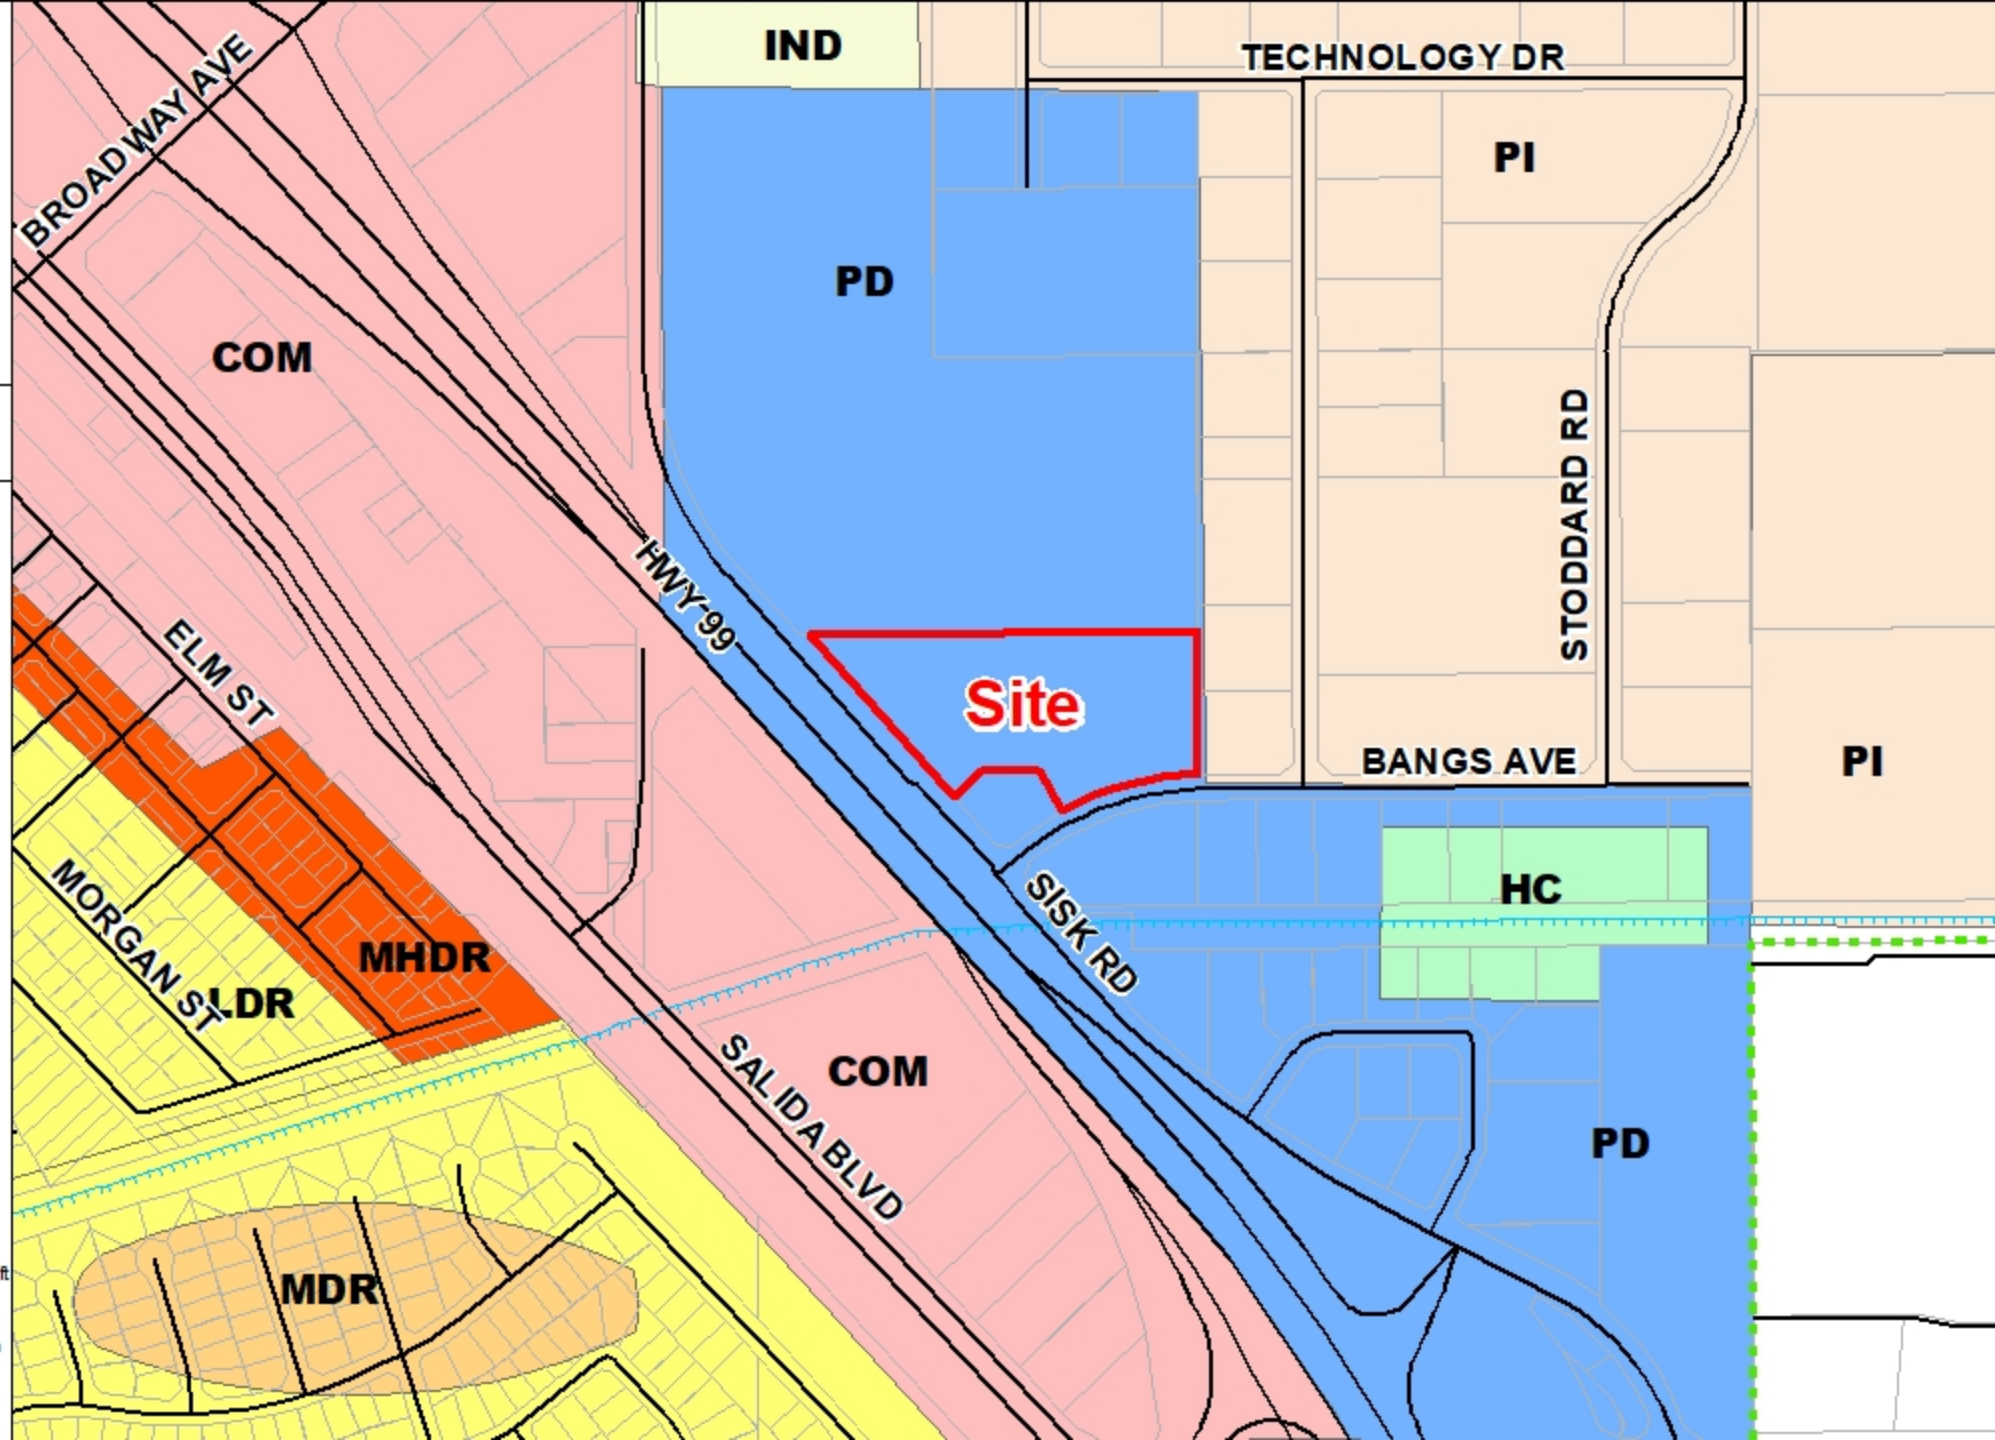 IND
TECHNOLOGY DR
BROADWAY AVE
PI
PD
COM
STODDARD RD
HWY 99
ELM ST
Site
BANGS AVE
PI
HC
SISK RD
MORGAN ST
MHDR
LDR
SALIDA BLVD
COM
PD
MDR
ft